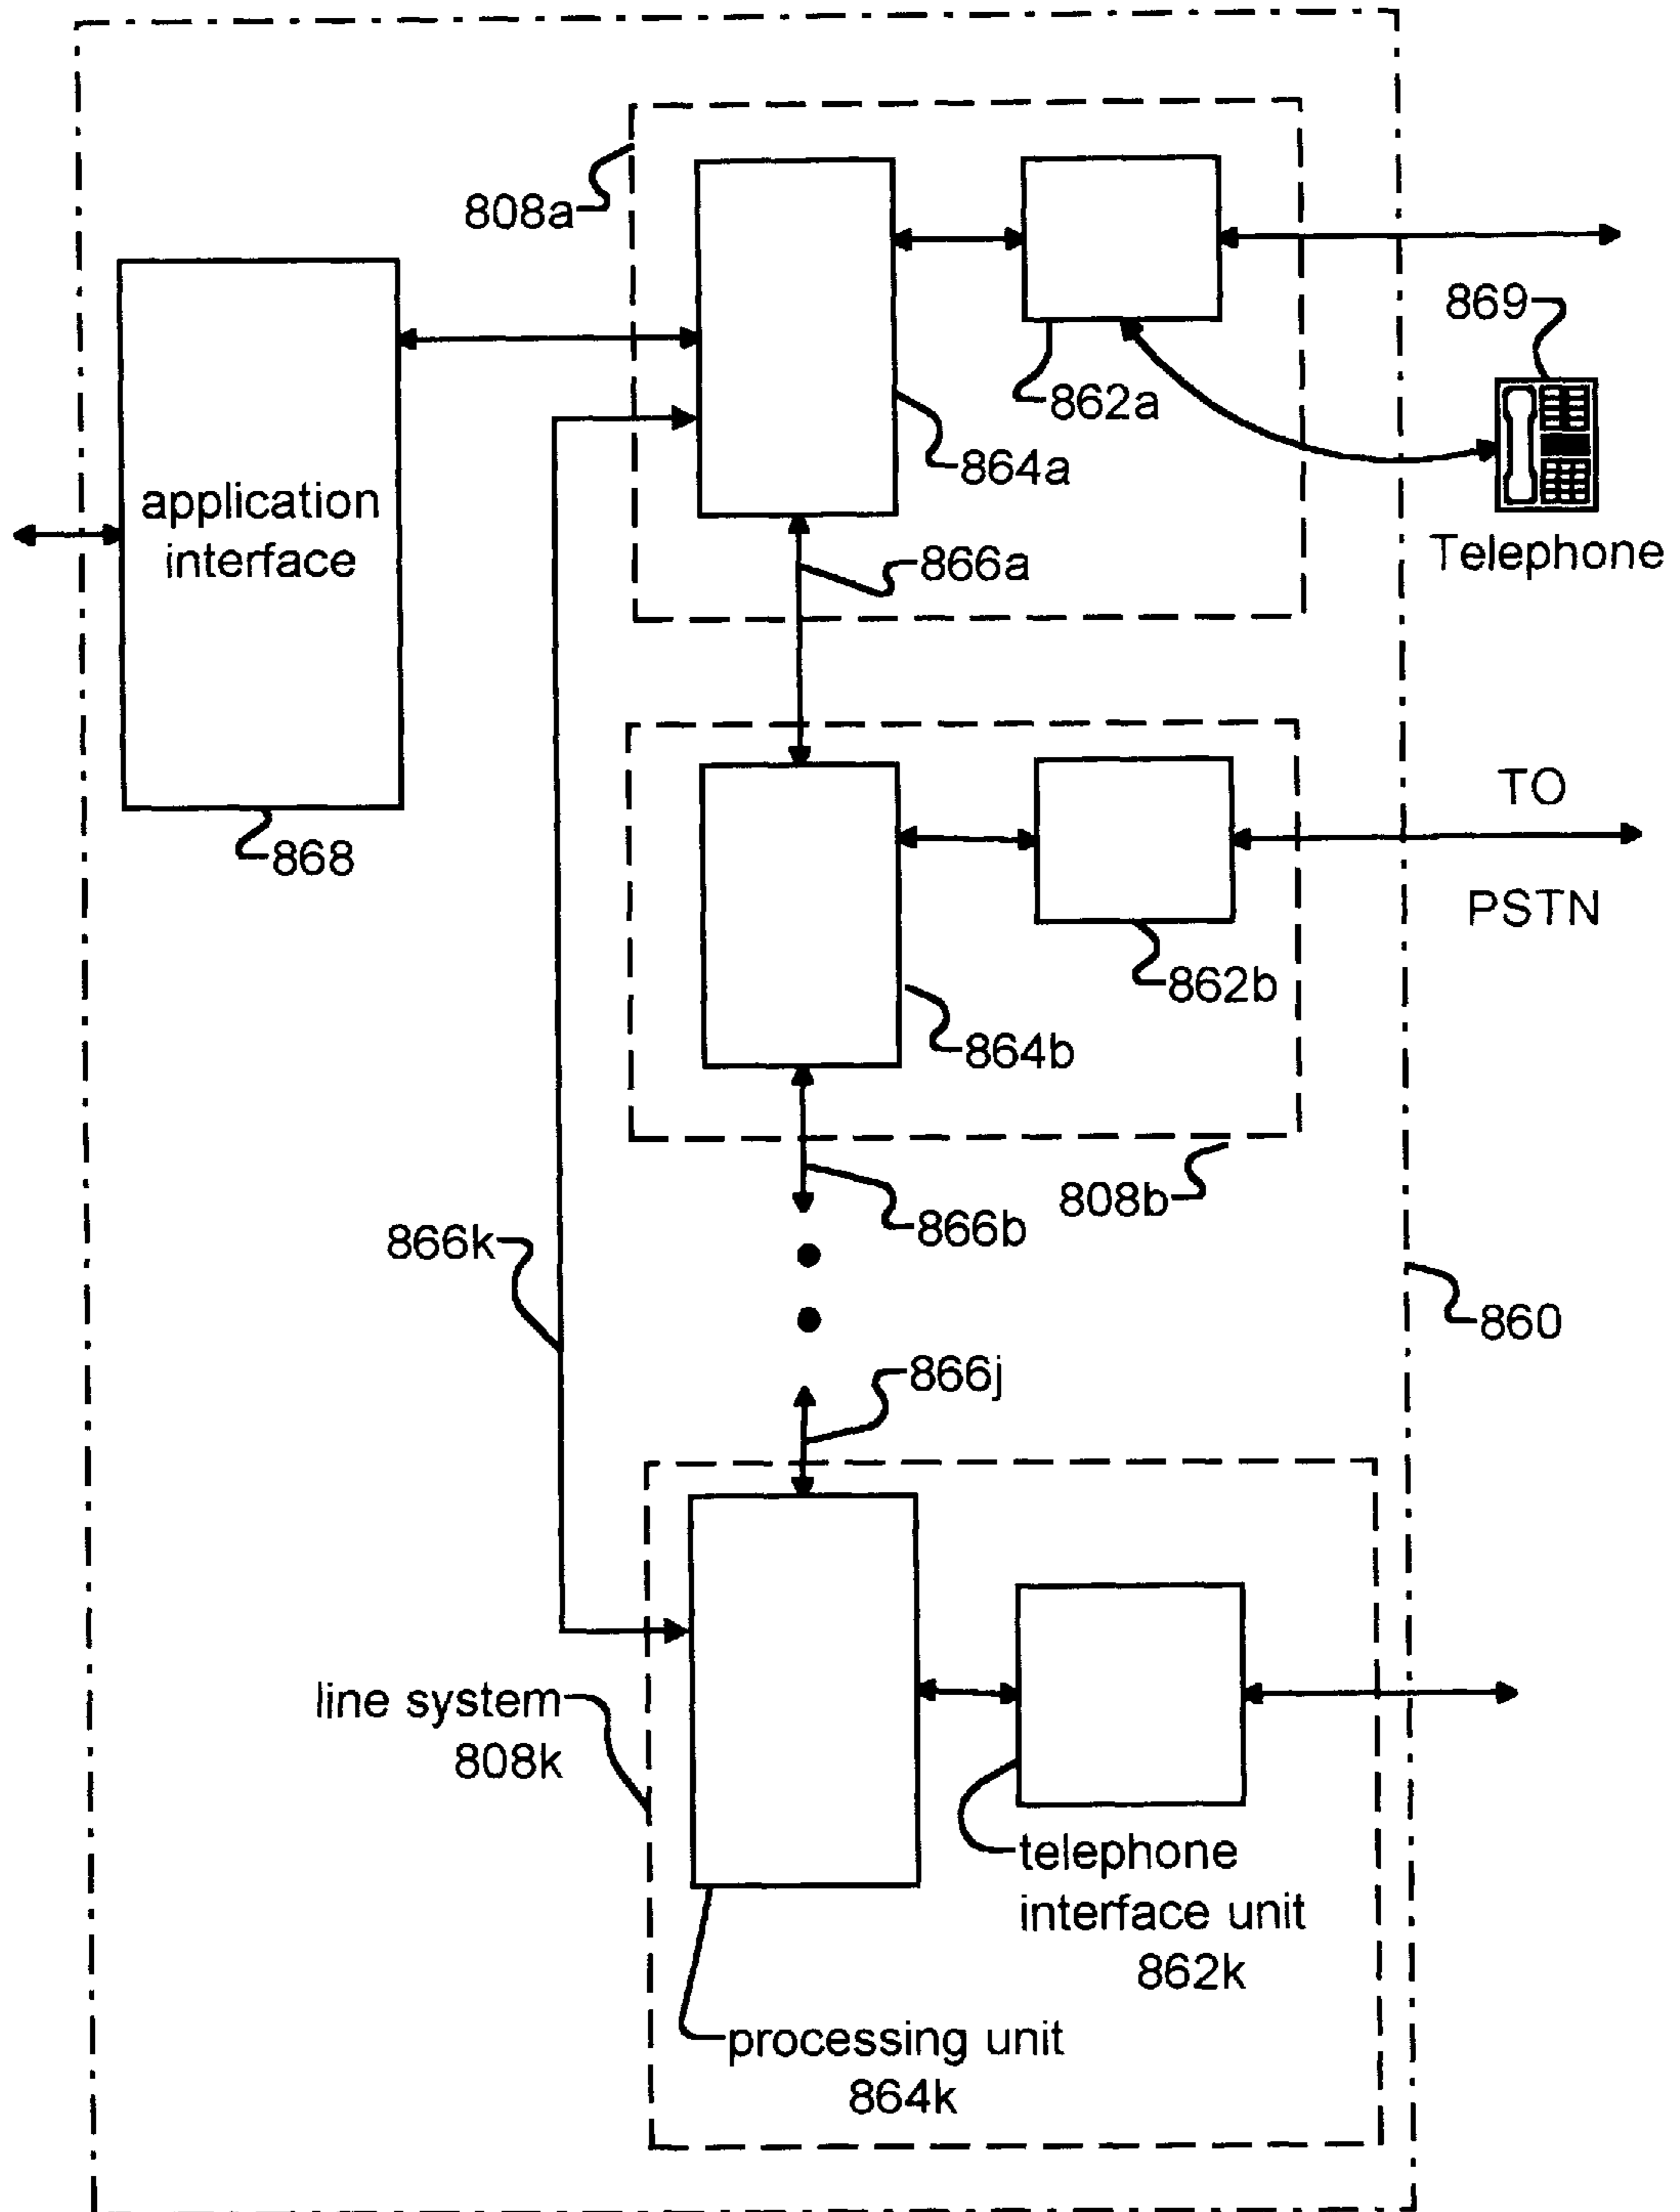 808a
869
862a
864a
Telephone
application
interface
866a
868
TO
PSTN
862b
864b
808b
866b
866k
860
866j
line system
808k
telephone
interface unit
862k
processing unit
864k